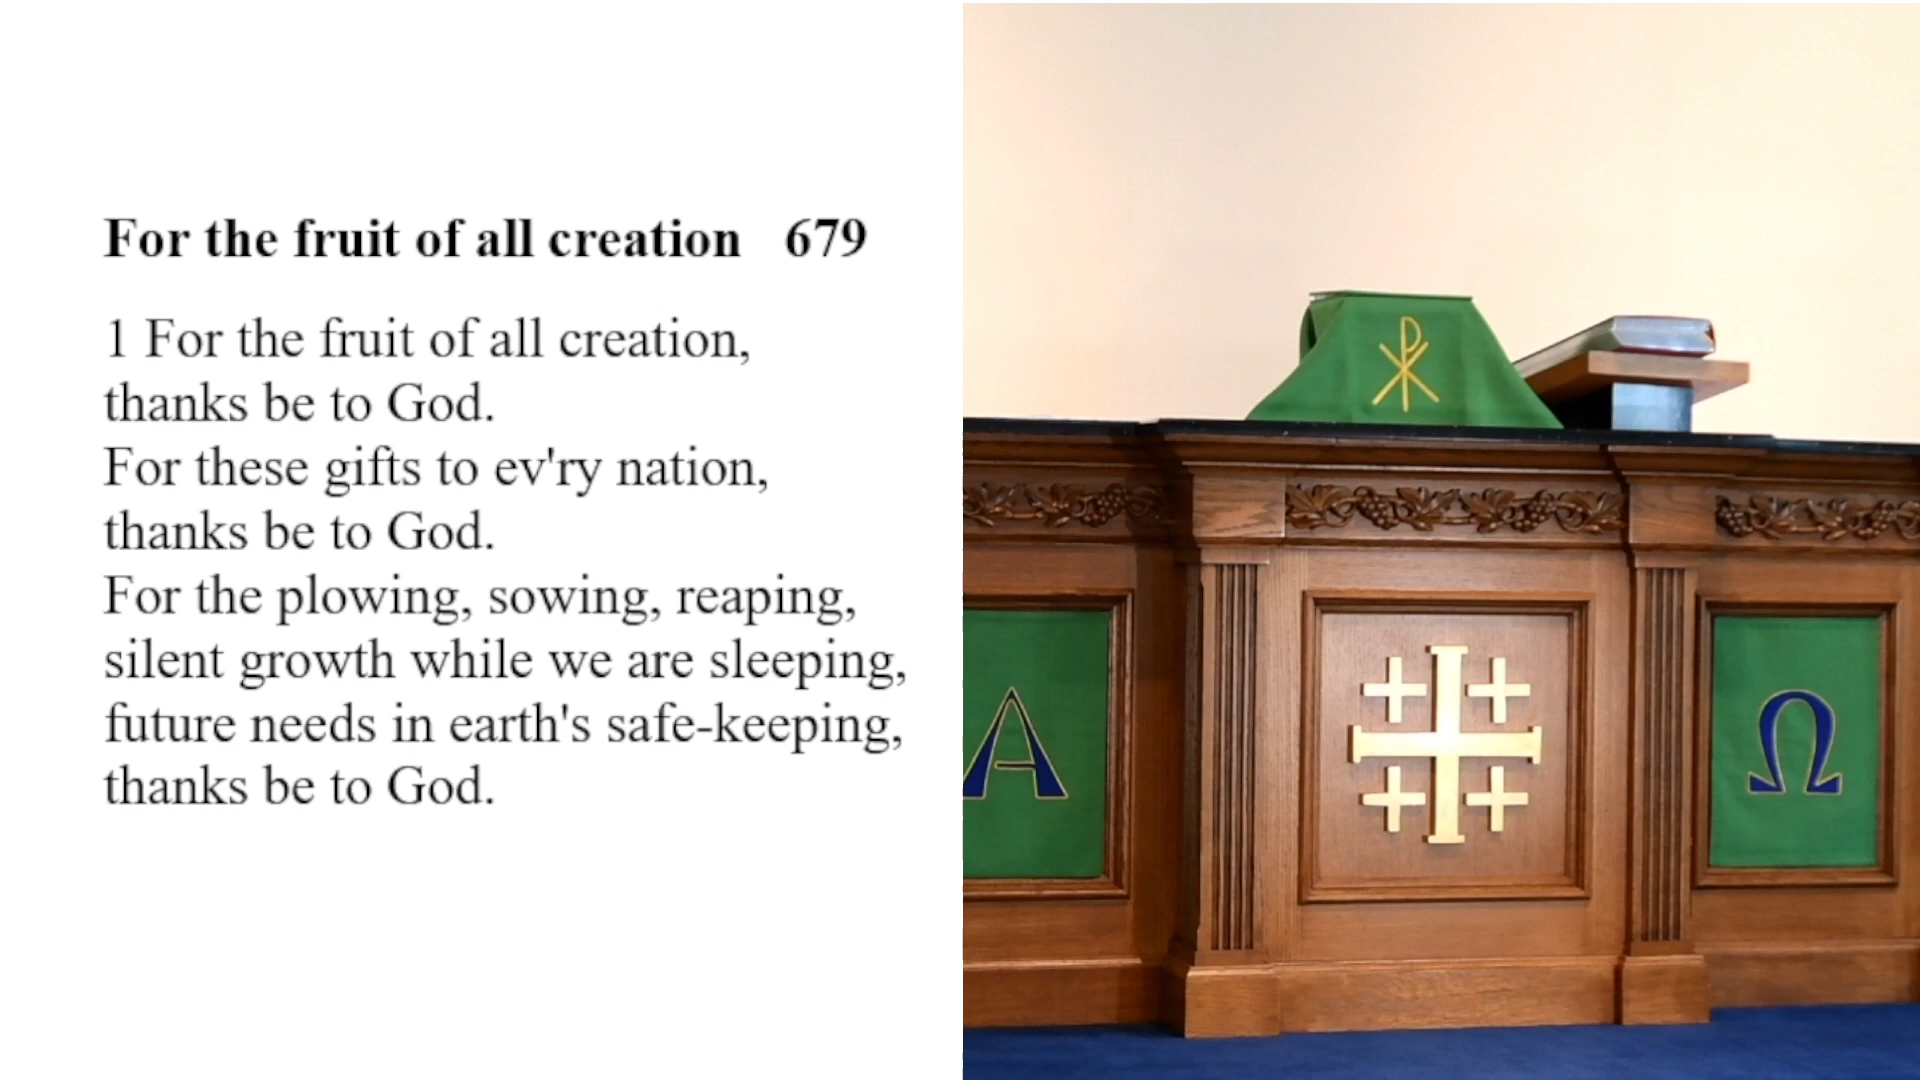 For the fruit of all creation 679
1 For the fruit of all creation,
thanks be to God.
For these gifts to ev'ry nation,
thanks be to God.
For the plowing, sowing, reaping,
silent growth while we are sleeping,
future needs in earth's safe-keeping,
thanks be to God.
☧
Α
Ω